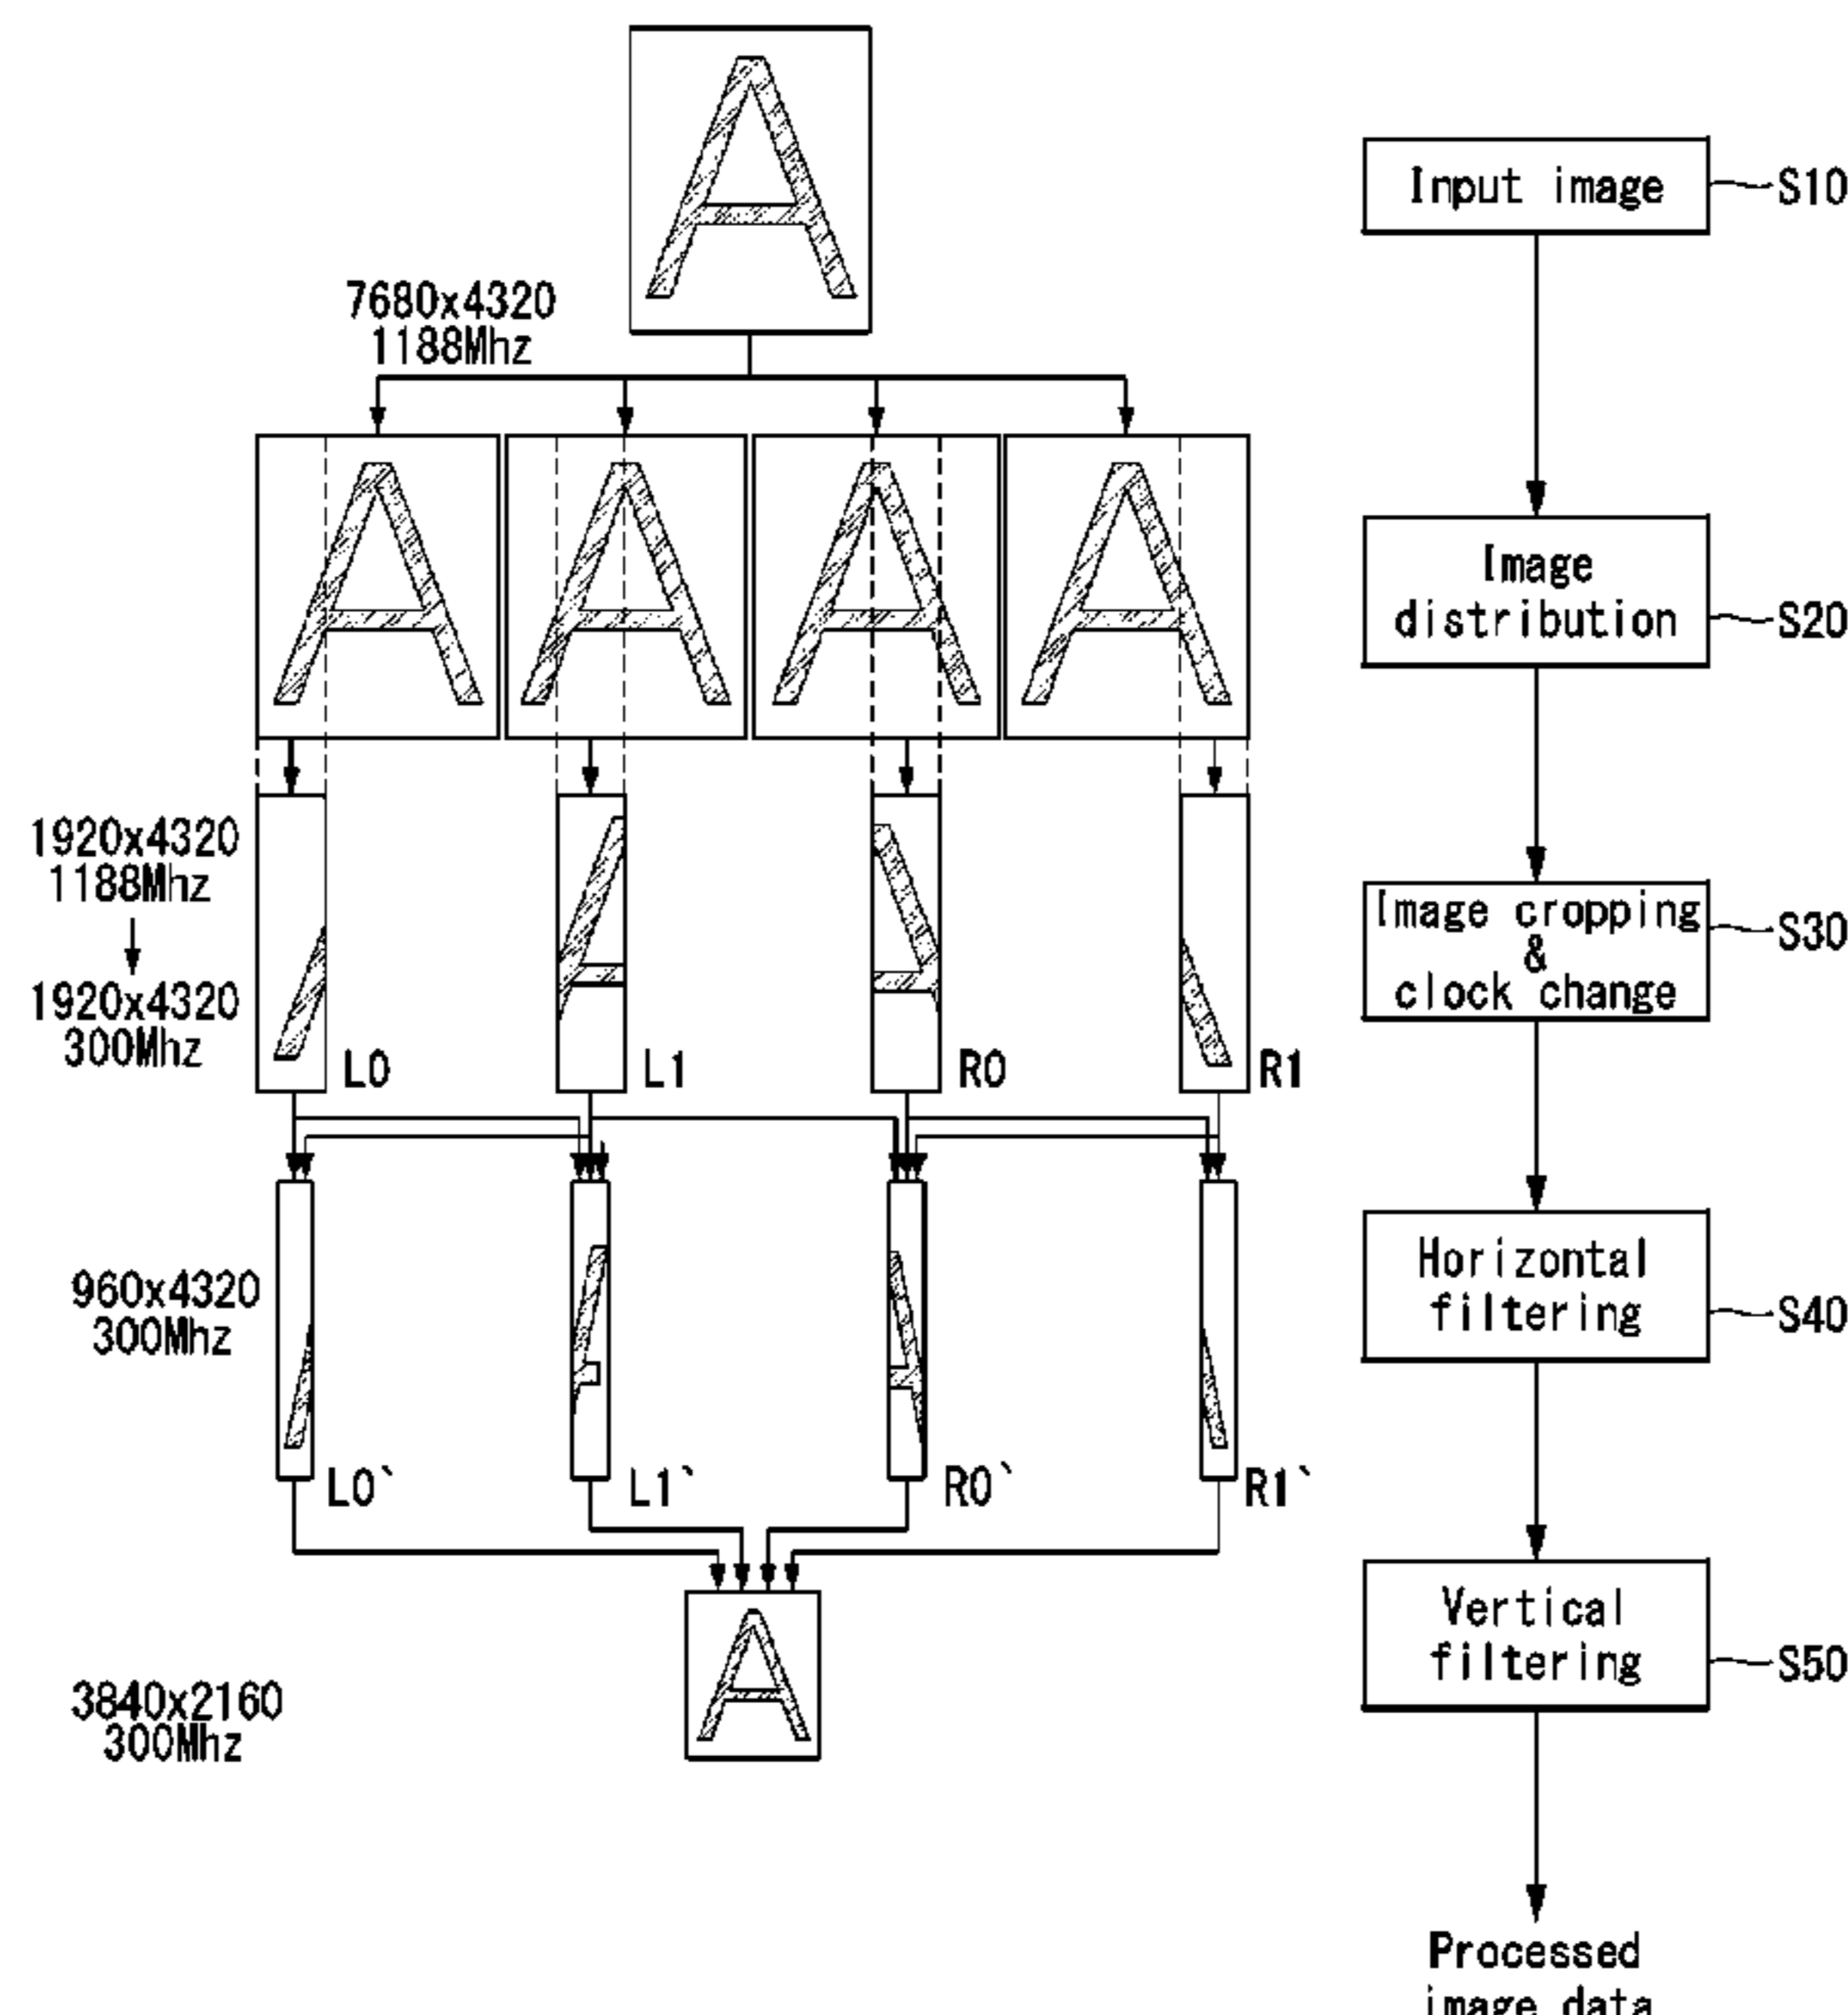 Input image
S10
7680x4320
1188Mhz
Image
distribution
S20
1920x4320
1188Mhz
1920x4320
300Mhz
L0
L1
R0
R1
Image cropping
&
clock change
S30
960x4320
300Mhz
L0`
L1`
R0`
R1`
Horizontal
filtering
S40
3840x2160
300Mhz
Vertical
filtering
S50
Processed
image data